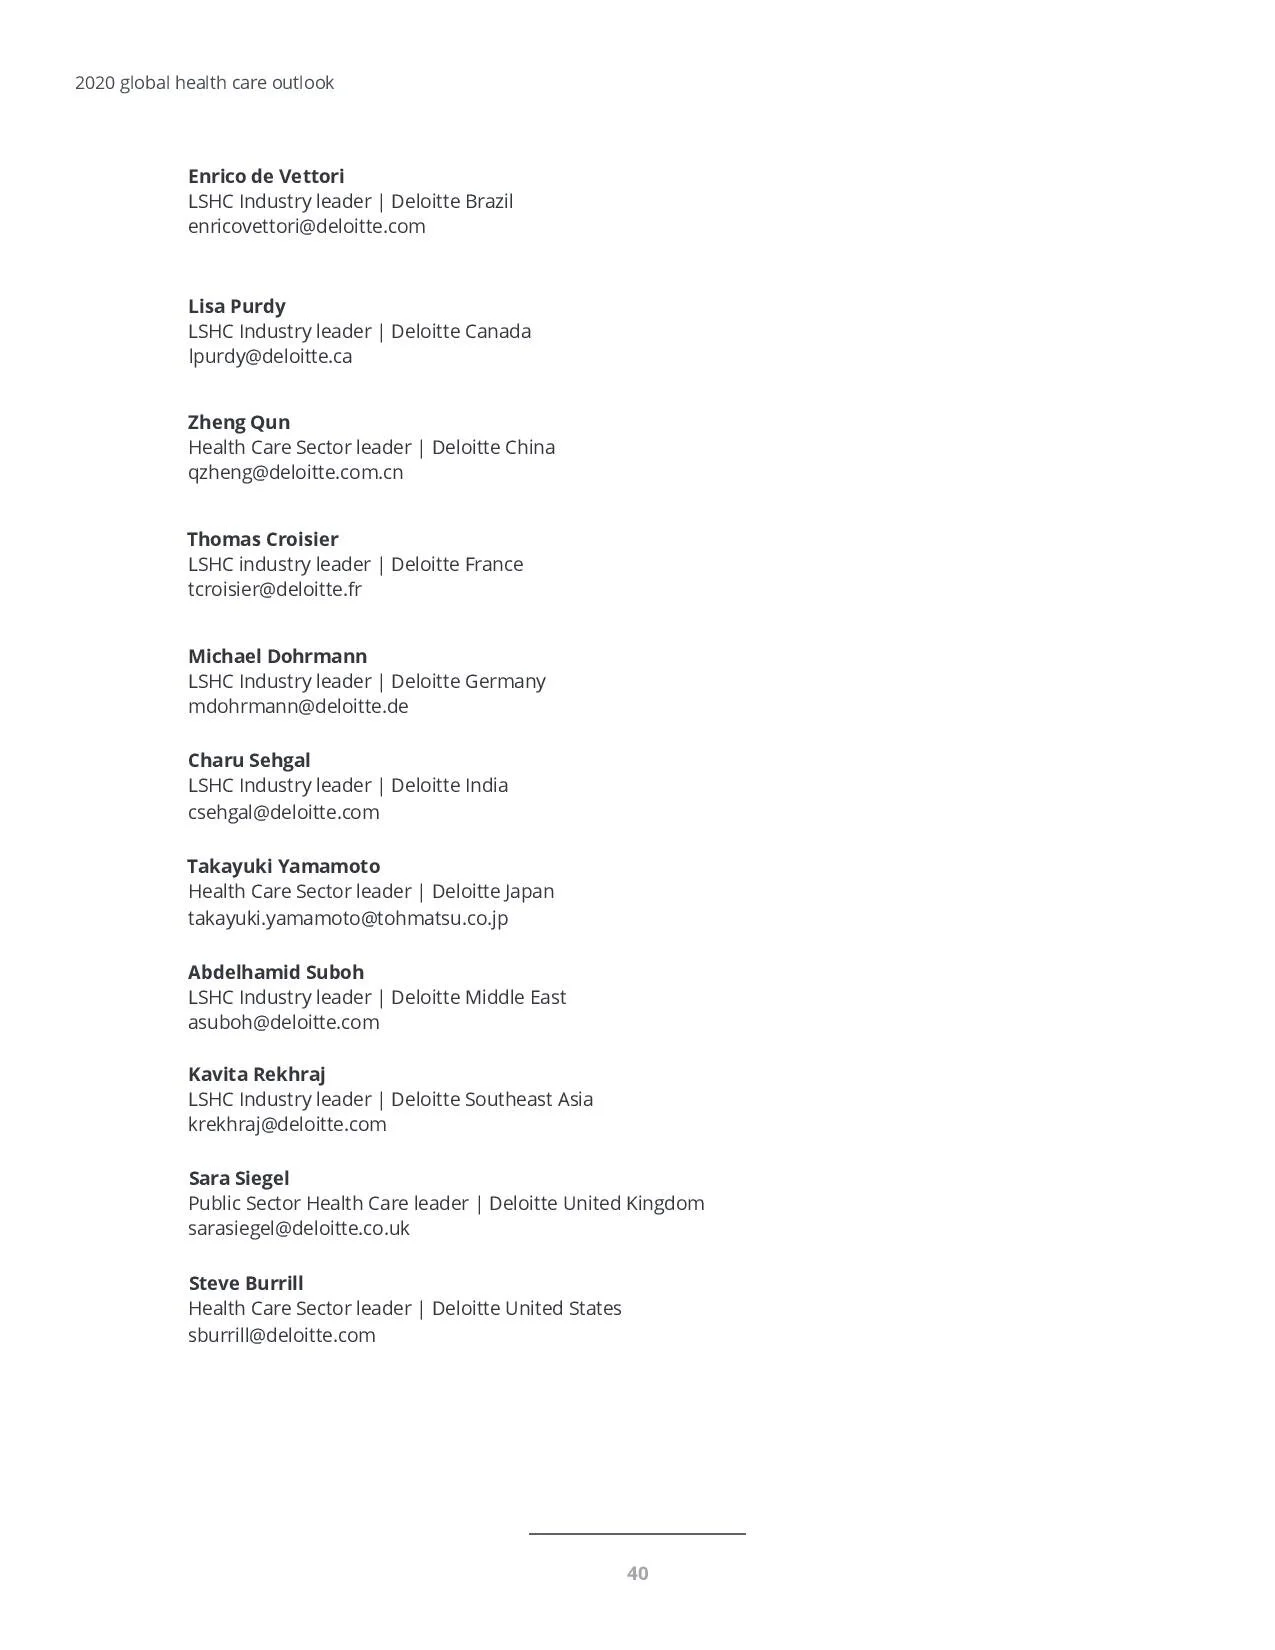 2020 global health care outlook
Enrico de Vettori
LSHC Industry leader | Deloitte Brazil
enricovettori@deloitte.com
Lisa Purdy
LSHC Industry leader | Deloitte Canada
lpurdy@deloitte.ca
Zheng Qun
Health Care Sector leader | Deloitte China
qzheng@deloitte.com.cn
Thomas Croisier
LSHC industry leader | Deloitte France
tcroisier@deloitte.fr
Michael Dohrmann
LSHC Industry leader | Deloitte Germany
mdohrmann@deloitte.de
Charu Sehgal
LSHC Industry leader | Deloitte India
csehgal@deloitte.com
Takayuki Yamamoto
Health Care Sector leader | Deloitte Japan
takayuki.yamamoto@tohmatsu.co.jp
Abdelhamid Suboh
LSHC Industry leader | Deloitte Middle East
asuboh@deloitte.com
Kavita Rekhraj
LSHC Industry leader | Deloitte Southeast Asia
krekhraj@deloitte.com
Sara Siegel
Public Sector Health Care leader | Deloitte United Kingdom
sarasiegel@deloitte.co.uk
Steve Burrill
Health Care Sector leader | Deloitte United States
sburrill@deloitte.com
40